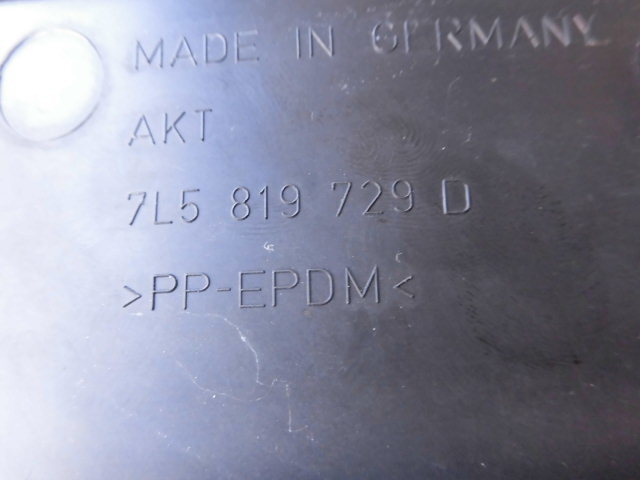 MADE IN GERMANY
AKT
7L5 819 729 D
>PP-EPDM<